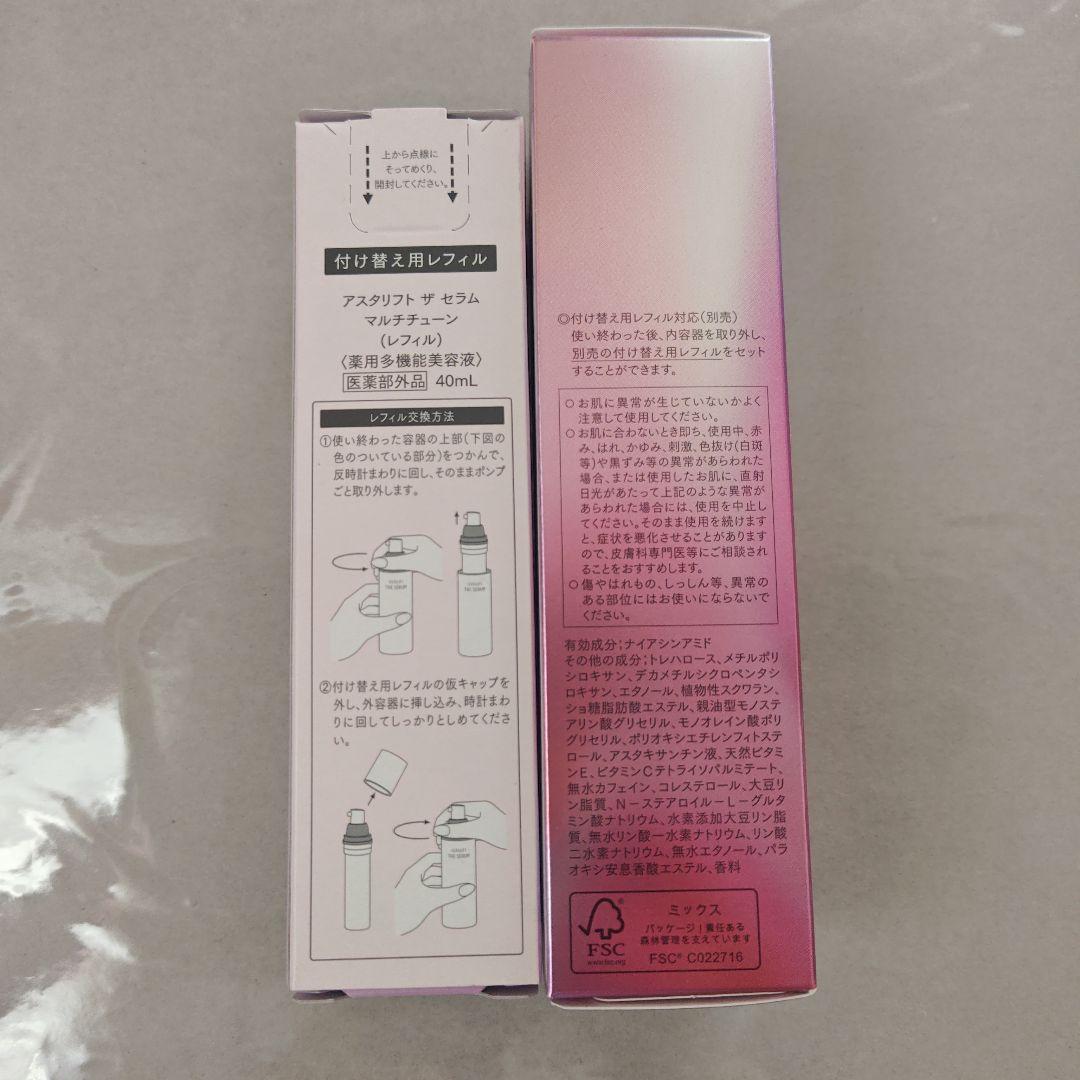 上から点線に
そってめくり、
開封してください。
付け替え用レフィル
アスタリフト ザ セラム
マルチチューン
(レフィル)
〈薬用多機能美容液〉
医薬部外品 40mL
レフィル交換方法
①使い終わった容器の上部(下図の
色のついている部分)をつかんで、
反時計まわりに回し、そのままポンプ
ごと取り外します。
THE SERUM
②付け替え用レフィルの仮キャップを
外し、外容器に挿し込み、時計まわ
りに回してしっかりとしめてくださ
い。
THE SERUM
◎付け替え用レフィル対応(別売)
使い終わった後、内容器を取り外し、
別売の付け替え用レフィルをセット
することができます。
○お肌に異常が生じていないかよく
注意して使用してください。
○お肌に合わないとき即ち、使用中、赤
み、はれ、かゆみ、刺激、色抜け(白斑
等)や黒ずみ等の異常があらわれた
場合、または使用したお肌に、直射
日光があたって上記のような異常が
あらわれた場合には、使用を中止し
てください。そのまま使用を続けます
と、症状を悪化させることがあります
ので、皮膚科専門医等にご相談され
ることをおすすめします。
○傷やはれもの、しっしん等、異常の
ある部位にはお使いにならないで
ください。
有効成分;ナイアシンアミド
その他の成分;トレハロース、メチルポリ
シロキサン、デカメチルシクロペンタシ
ロキサン、エタノール、植物性スクワラン、
ショ糖脂肪酸エステル、親油型モノステ
アリン酸グリセリル、モノオレイン酸ポリ
グリセリル、ポリオキシエチレンフィトステ
ロール、アスタキサンチン液、天然ビタミ
ンE、ビタミンCテトライソパルミテート、
無水カフェイン、コレステロール、大豆リ
ン脂質、N-ステアロイル-L-グルタ
ミン酸ナトリウム、水素添加大豆リン脂
質、無水リン酸一水素ナトリウム、リン酸
二水素ナトリウム、無水エタノール、パラ
オキシ安息香酸エステル、香料
FSC
www.fsc.org
ミックス
パッケージ|責任ある
森林管理を支えています
FSC® C022716